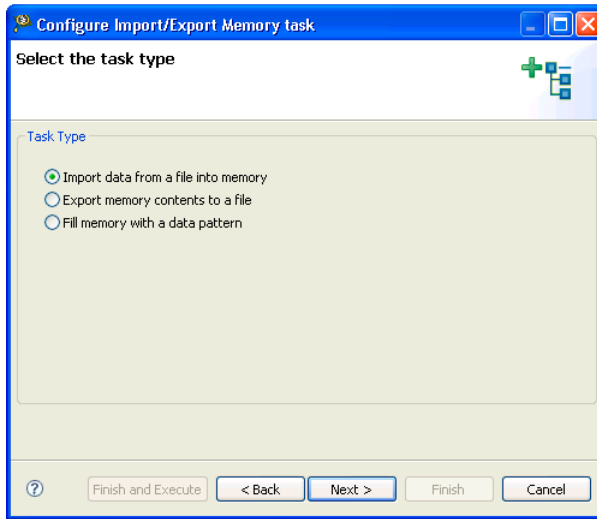 Configure Import/Export Memory task
Select the task type
Task Type
Import data from a file into memory
Export memory contents to a file
Fill memory with a data pattern
? Finish and Execute < Back Next > Finish Cancel